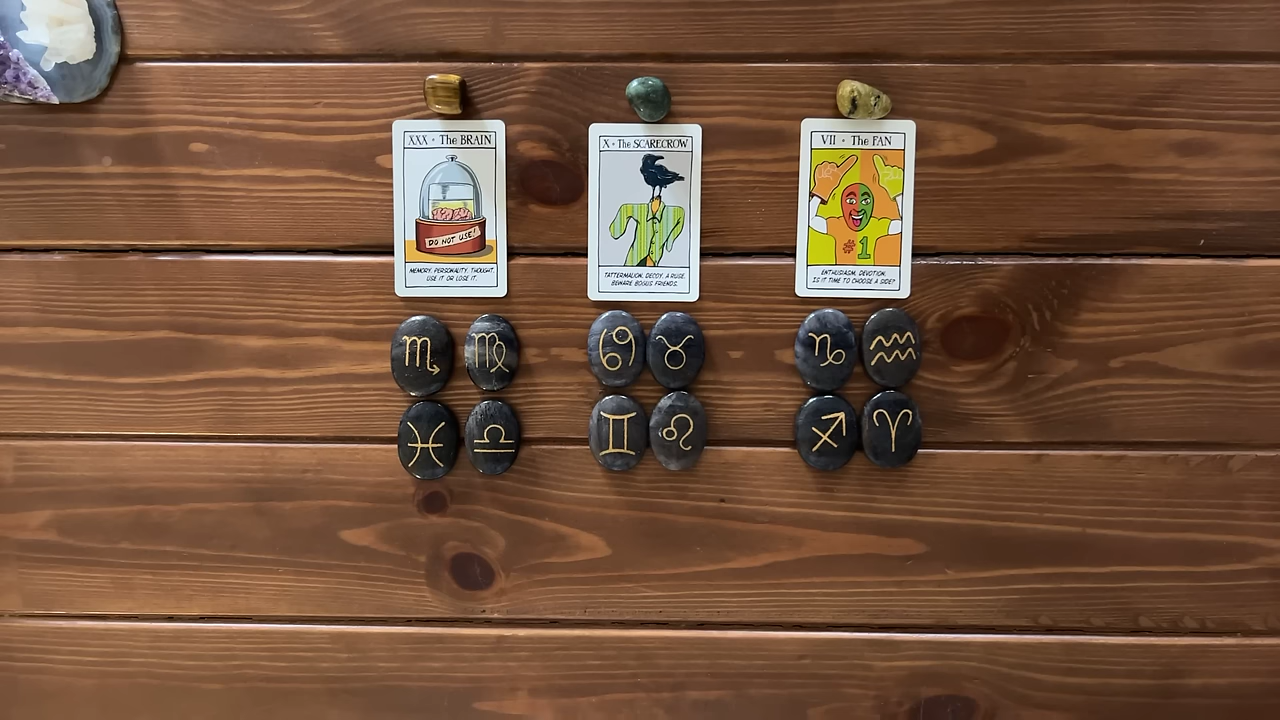 XXX • The BRAIN
DO NOT USE!
MEMORY, PERSONALITY, THOUGHT.
USE IT OR LOSE IT.
X • The SCARECROW
TATTERMALION, DECOY, A RUSE.
BEWARE BOGUS FRIENDS.
VII • The FAN
#1
ENTHUSIASM, DEVOTION.
IS IT TIME TO CHOOSE A SIDE?
♏ ♍ ♋ ♉ ♑ ♒
♓ ♎ ♊ ♌ ♐ ♈